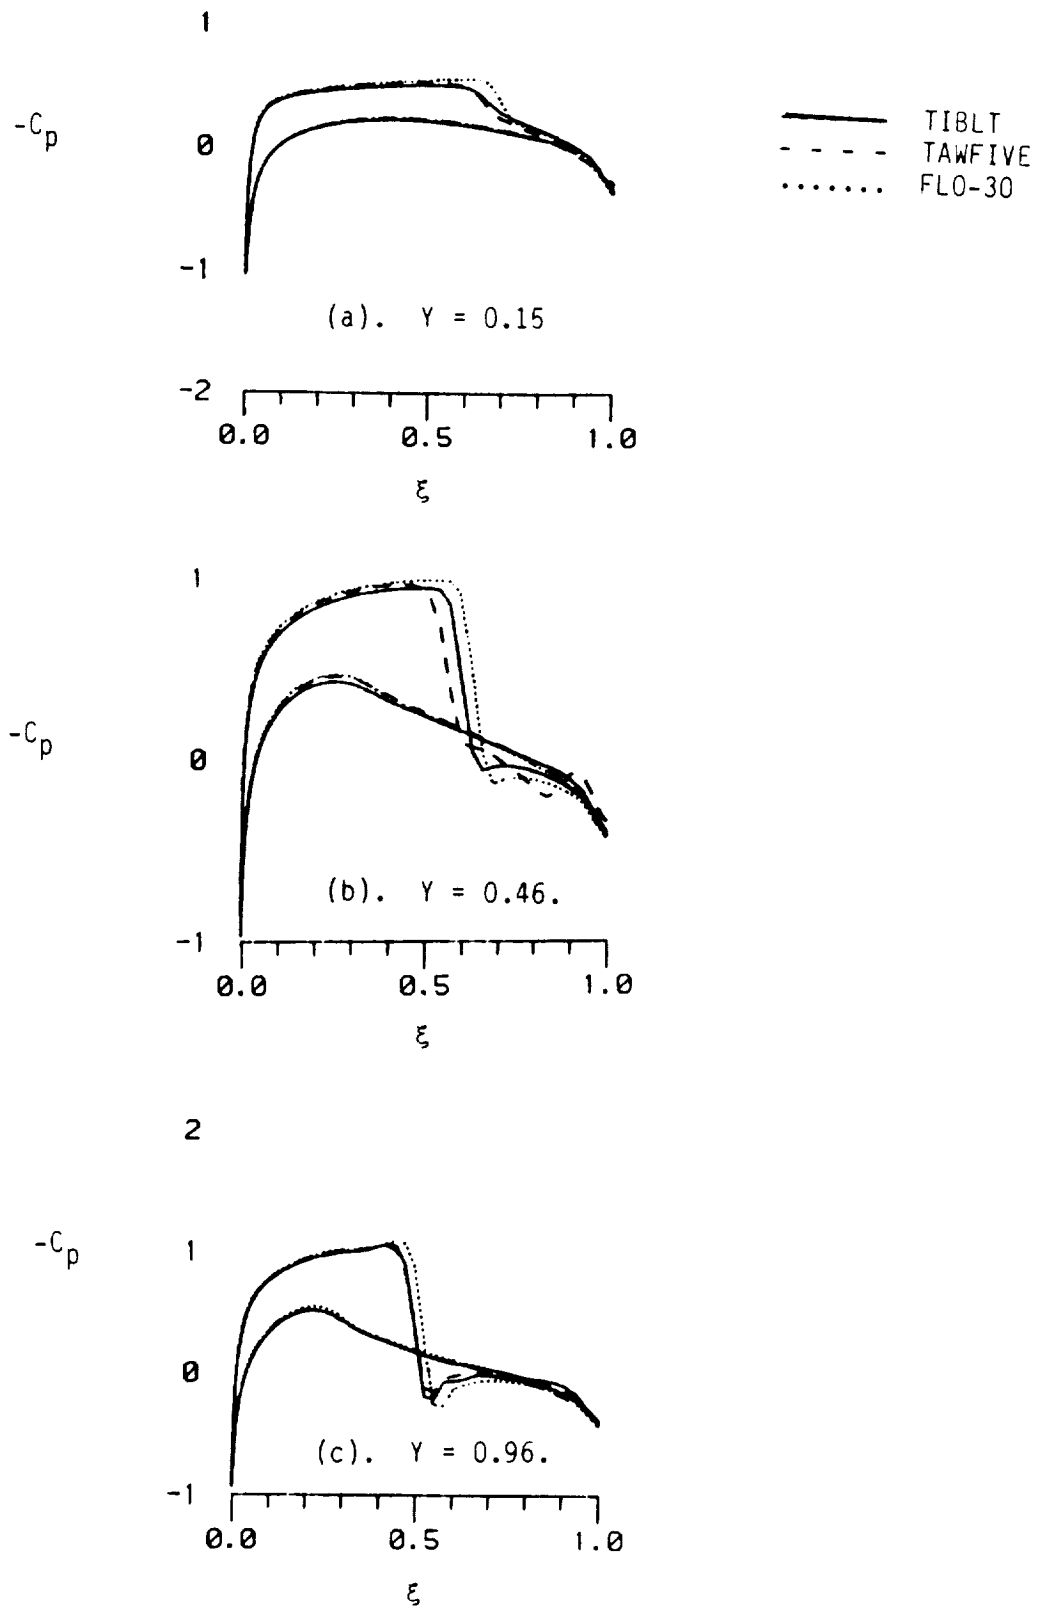 1
-Cp
0
-1
TIBLT
TAWFIVE
FLO-30
(a). Y = 0.15
-2
0.0 0.5 1.0
ξ
1
-Cp
0
(b). Y = 0.46.
-1
0.0 0.5 1.0
ξ
2
-Cp
1
0
(c). Y = 0.96.
-1
0.0 0.5 1.0
ξ